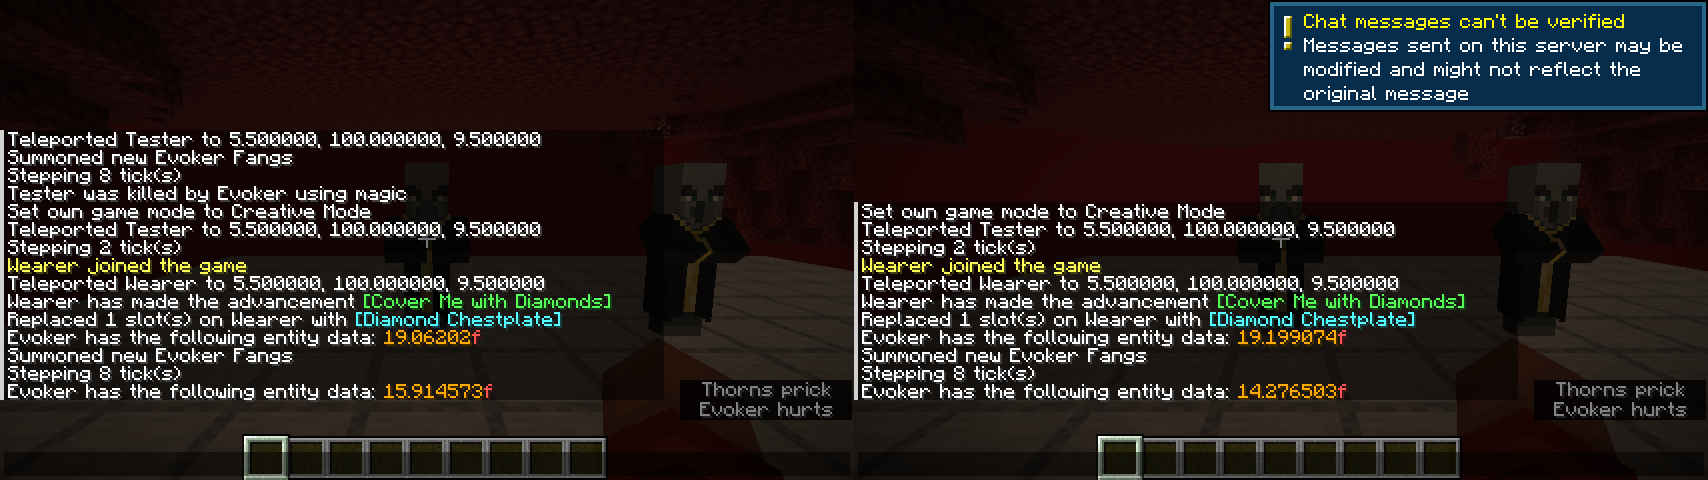 Teleported Tester to 5.500000, 100.000000, 9.500000
Summoned new Evoker Fangs
Stepping 8 tick(s)
Tester was killed by Evoker using magic
Set own game mode to Creative Mode
Teleported Tester to 5.500000, 100.000000, 9.500000
Stepping 2 tick(s)
Wearer joined the game
Teleported Wearer to 5.500000, 100.000000, 9.500000
Wearer has made the advancement [Cover Me with Diamonds]
Replaced 1 slot(s) on Wearer with [Diamond Chestplate]
Evoker has the following entity data: 19.06202f
Summoned new Evoker Fangs
Stepping 8 tick(s)
Evoker has the following entity data: 15.914573f
Thorns prick
Evoker hurts
Chat messages can't be verified
Messages sent on this server may be
modified and might not reflect the
original message
Set own game mode to Creative Mode
Teleported Tester to 5.500000, 100.000000, 9.500000
Stepping 2 tick(s)
Wearer joined the game
Teleported Wearer to 5.500000, 100.000000, 9.500000
Wearer has made the advancement [Cover Me with Diamonds]
Replaced 1 slot(s) on Wearer with [Diamond Chestplate]
Evoker has the following entity data: 19.199074f
Summoned new Evoker Fangs
Stepping 8 tick(s)
Evoker has the following entity data: 14.276503f
Thorns prick
Evoker hurts